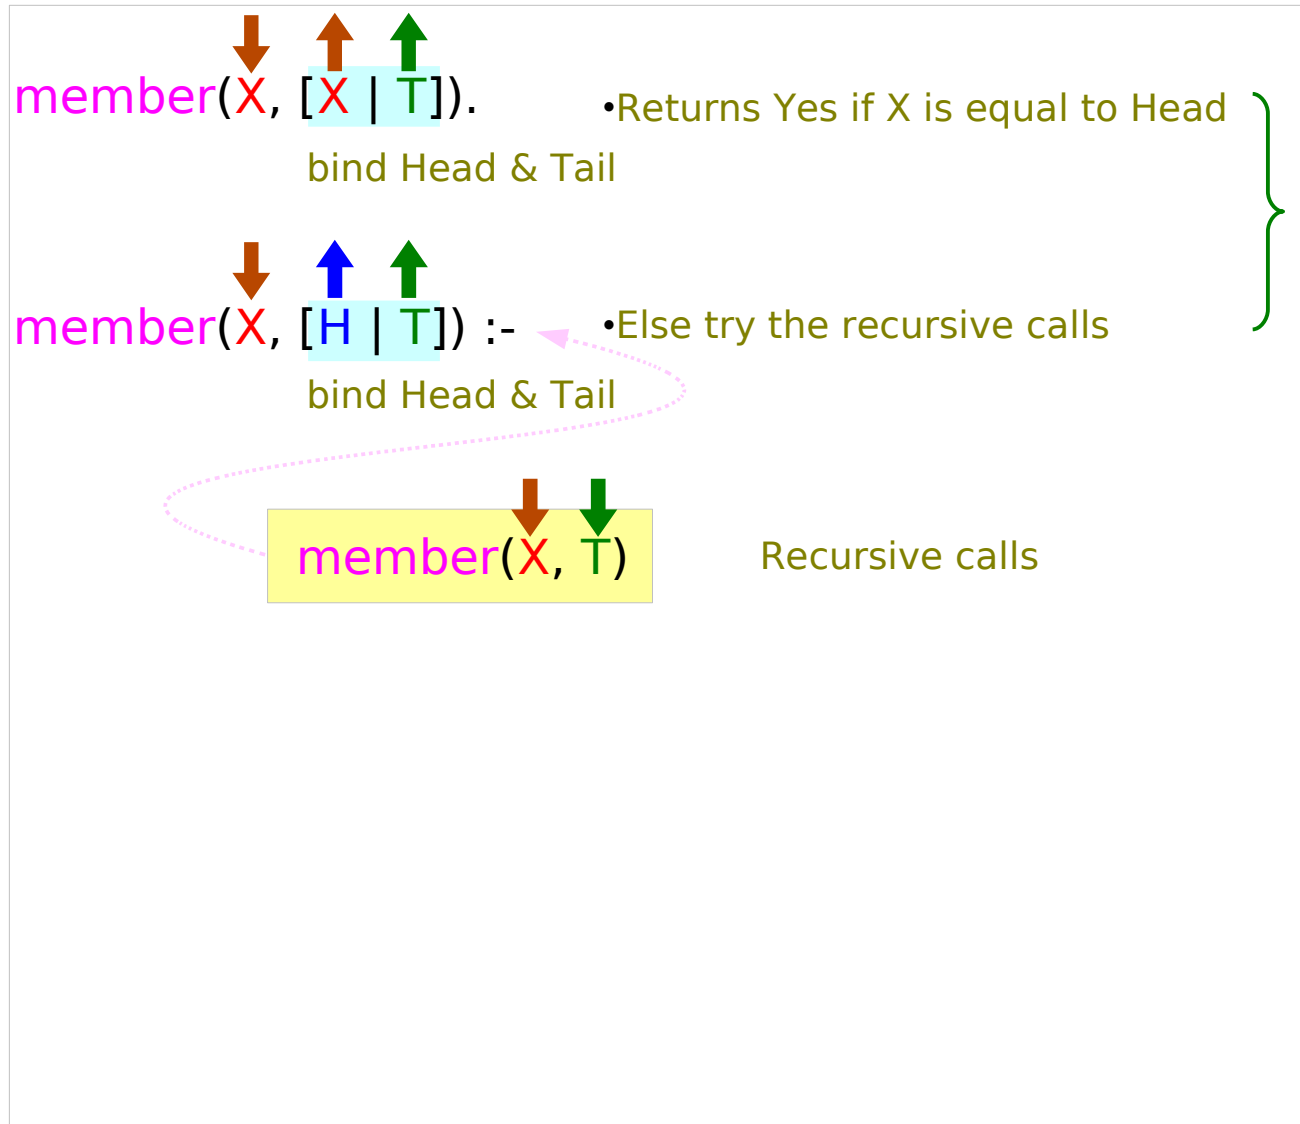 member(X, [X | T]).
•Returns Yes if X is equal to Head
bind Head & Tail
member(X, [H | T]) :-
•Else try the recursive calls
bind Head & Tail
member(X, T)
Recursive calls